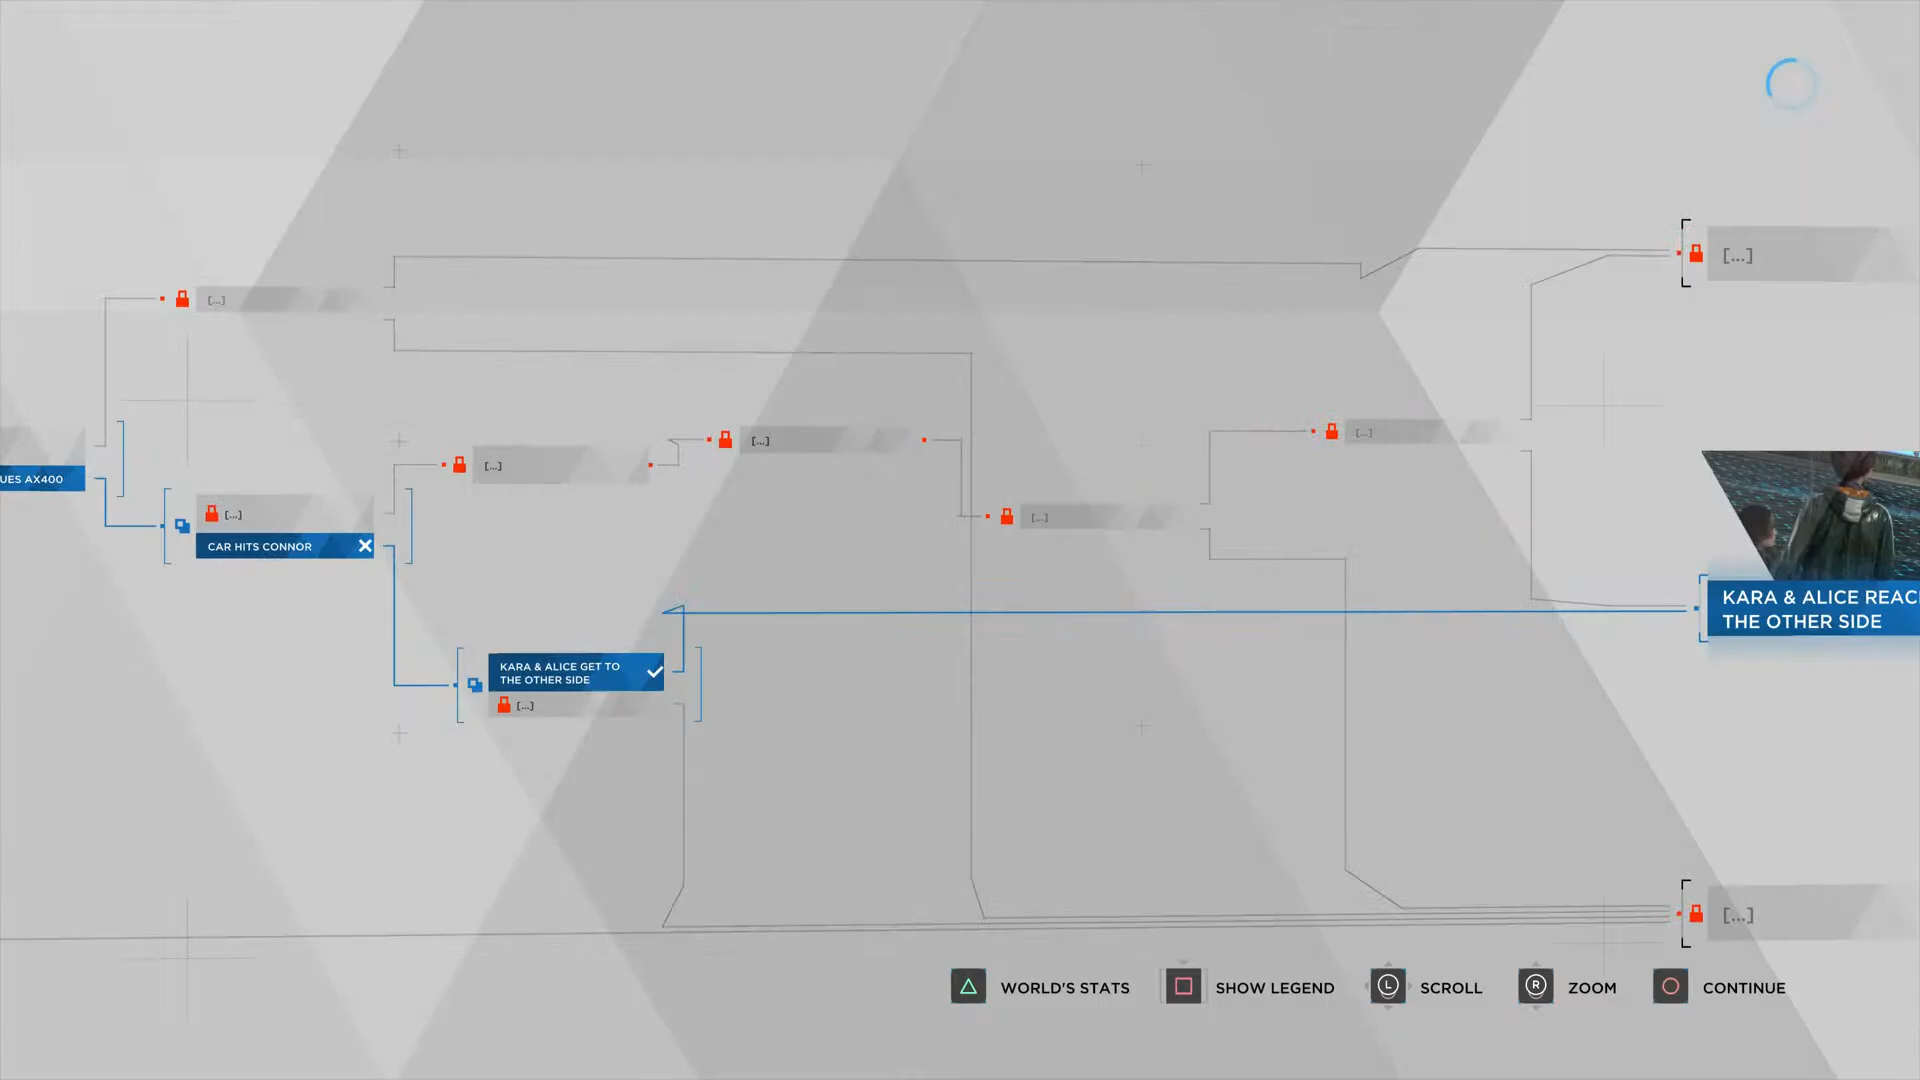 [...]
[...]
[...]
[...]
[...]
UES AX400
[...]
[...]
CAR HITS CONNOR
KARA & ALICE REAC
THE OTHER SIDE
KARA & ALICE GET TO
THE OTHER SIDE
[...]
[...]
WORLD'S STATS
SHOW LEGEND
L
SCROLL
R
ZOOM
CONTINUE